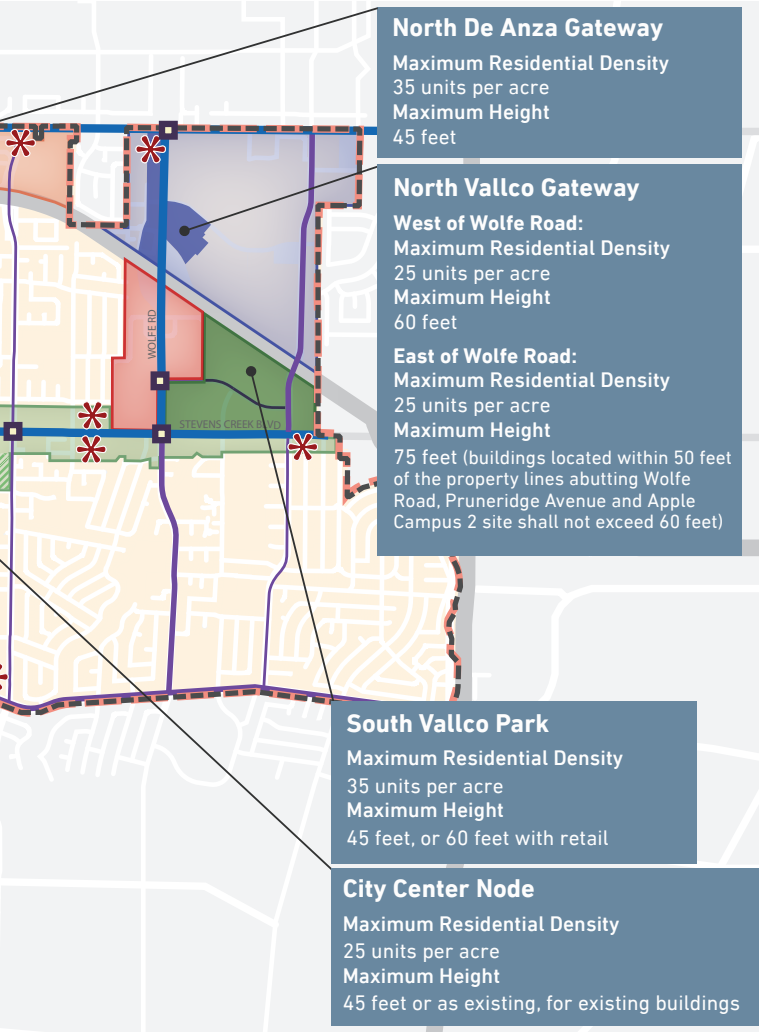 North De Anza Gateway
Maximum Residential Density
35 units per acre
Maximum Height
45 feet
North Vallco Gateway
West of Wolfe Road:
Maximum Residential Density
25 units per acre
Maximum Height
60 feet
East of Wolfe Road:
Maximum Residential Density
25 units per acre
Maximum Height
75 feet (buildings located within 50 feet
of the property lines abutting Wolfe
Road, Pruneridge Avenue and Apple
Campus 2 site shall not exceed 60 feet)
WOLFE RD
STEVENS CREEK BLVD
South Vallco Park
Maximum Residential Density
35 units per acre
Maximum Height
45 feet, or 60 feet with retail
City Center Node
Maximum Residential Density
25 units per acre
Maximum Height
45 feet or as existing, for existing buildings